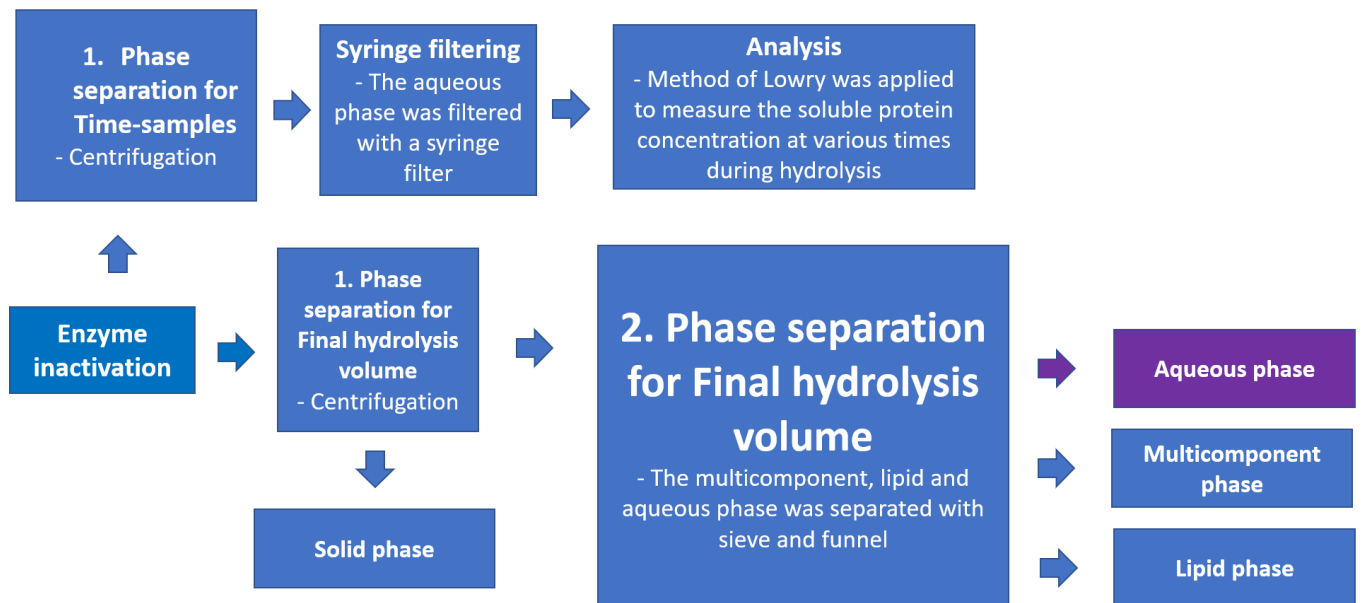 1. Phase
separation for
Time-samples
- Centrifugation
Syringe filtering
- The aqueous
phase was filtered
with a syringe
filter
Analysis
- Method of Lowry was applied
to measure the soluble protein
concentration at various times
during hydrolysis
Enzyme
inactivation
1. Phase
separation for
Final hydrolysis
volume
- Centrifugation
Solid phase
2. Phase separation
for Final hydrolysis
volume
- The multicomponent, lipid and
aqueous phase was separated with
sieve and funnel
Aqueous phase
Multicomponent
phase
Lipid phase